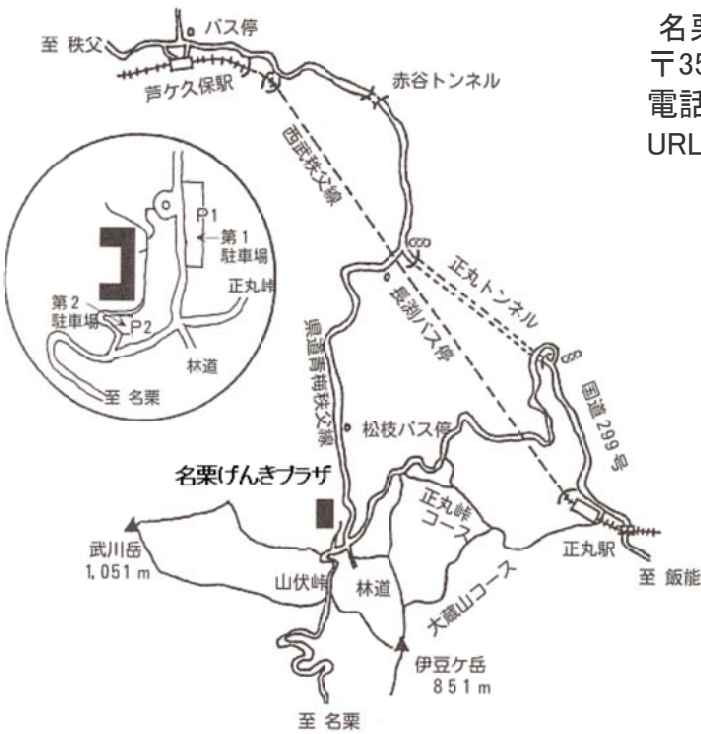 バス停
至 秩父
芦ケ久保駅
赤谷トンネル
西武秩父線
P1
第1
駐車場
正丸峠
第2
駐車場
P2
林道
至 名栗
正丸トンネル
長渕バス停
県道青梅秩父線
国道299号
松枝バス停
名栗げんきプラザ
正丸峠
コース
武川岳
1,051m
山伏峠
林道
大蔵山コース
正丸駅
至 飯能
伊豆ケ岳
851m
至 名栗
名栗
〒35
電話
URL